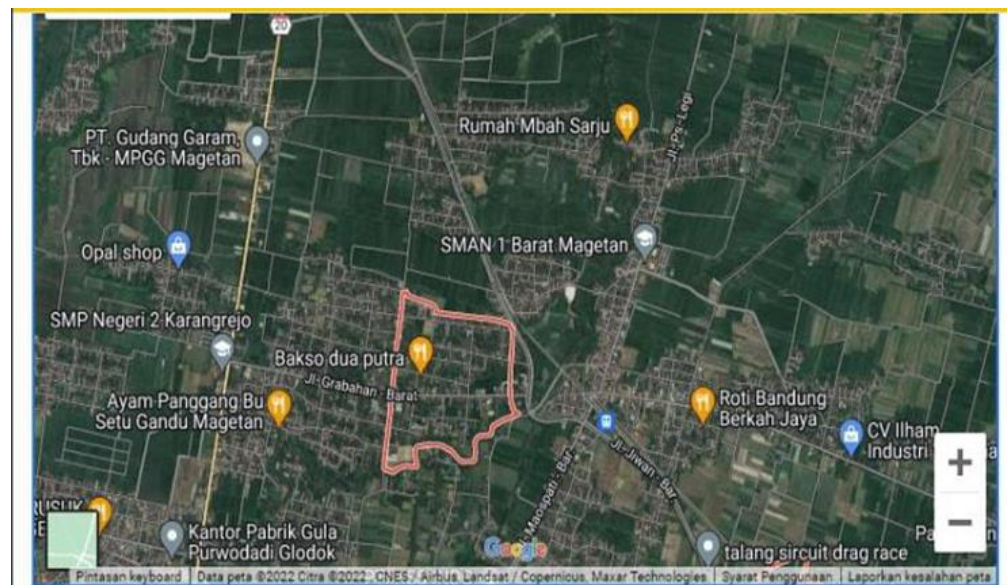 20
PT. Gudang Garam,
Tbk - MPGG Magetan
Rumah Mbah Sarju
Jl. Ps. Legi
Opal shop
SMAN 1 Barat Magetan
SMP Negeri 2 Karangrejo
Bakso dua putra
Jl. Grabahan - Barat
Ayam Panggang Bu
Setu Gandu Magetan
Roti Bandung
Berkah Jaya
CV Ilham
Industri
Jl. Jiwan - Bar.
Maospati - Bar.
Kantor Pabrik Gula
Purwodadi Glodok
Google
talang sircuit drag race
+
−
Pintasan keyboard
Data peta ©2022 Citra ©2022, CNES / Airbus, Landsat / Copernicus, Maxar Technologies
Syarat Penggunaan
Laporkan kesalahan peta